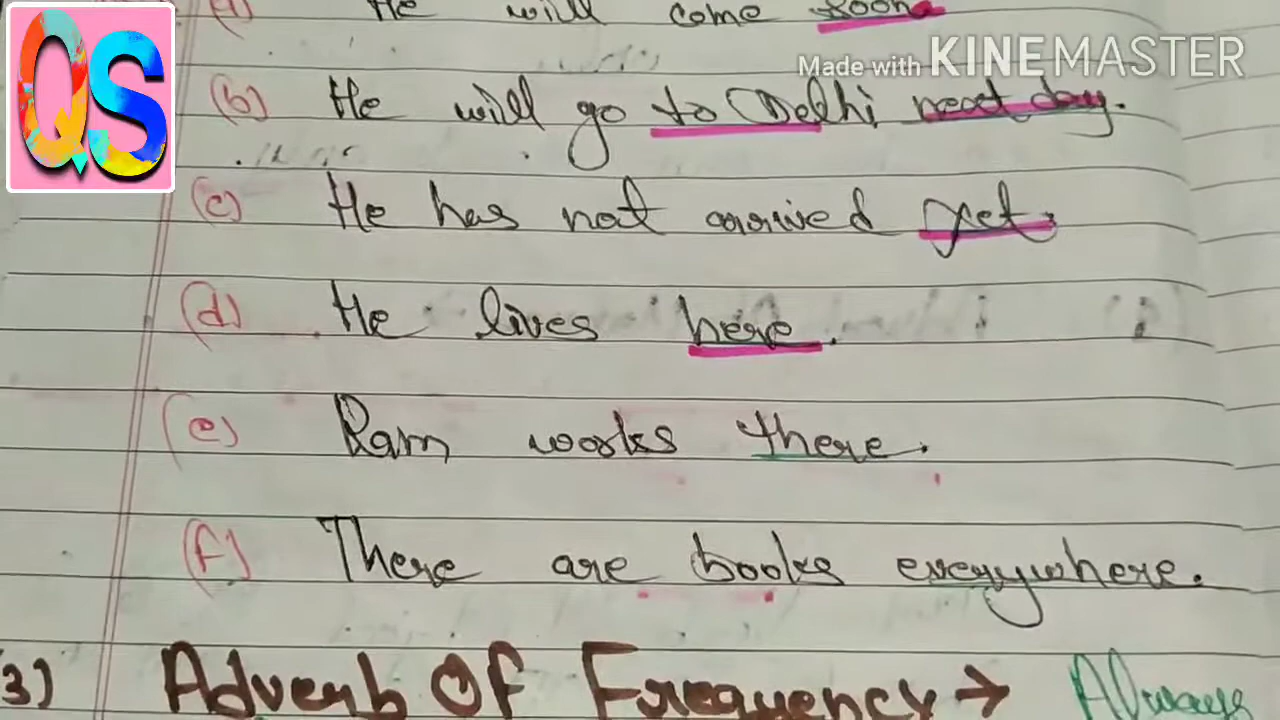 (a) He will come soon
Made with KINEMASTER
QS
(b) He will go to Delhi next day.
(c) He has not arrived yet.
(d) He lives here.
(e) Ram works there.
(f) There are books everywhere.
3) Adverb Of Frequency → Always